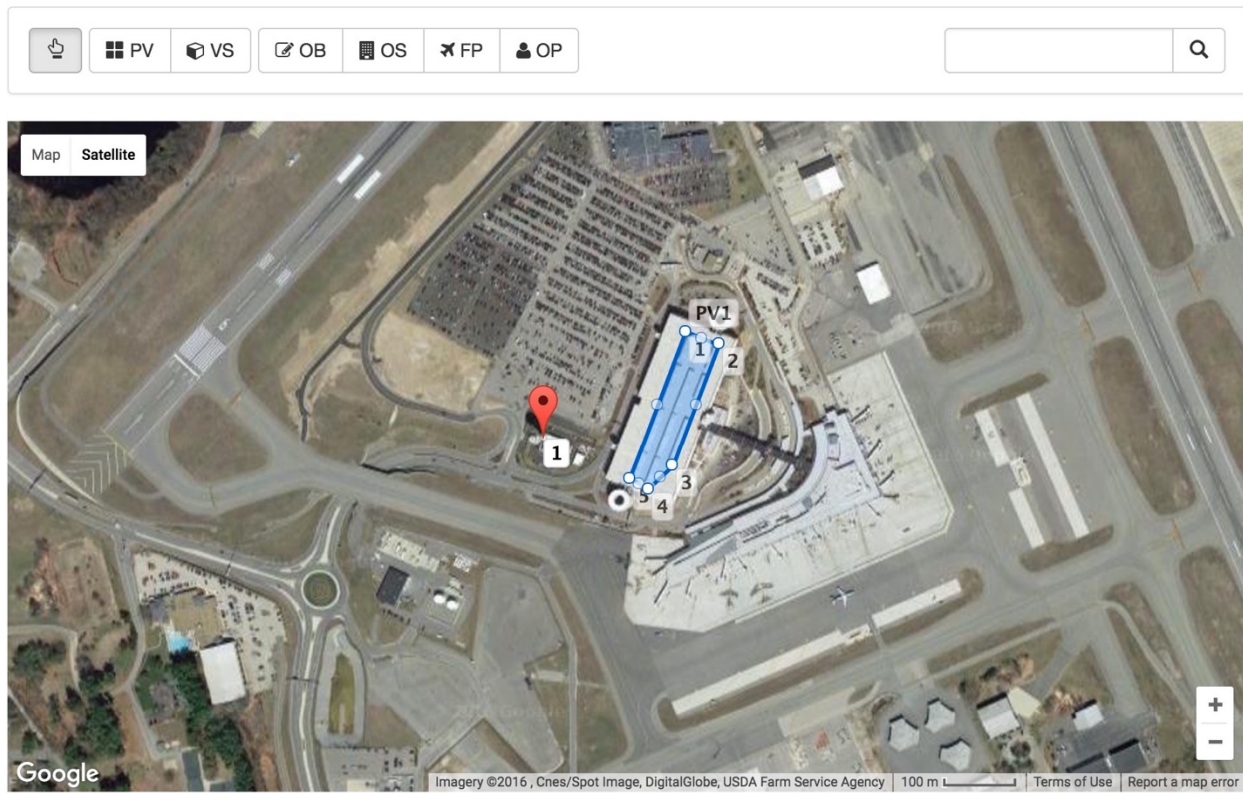 PV VS OB OS FP OP
Map Satellite
PV1
1
2
1
3
5
4
Google
Imagery ©2016 , Cnes/Spot Image, DigitalGlobe, USDA Farm Service Agency 100 m Terms of Use Report a map error